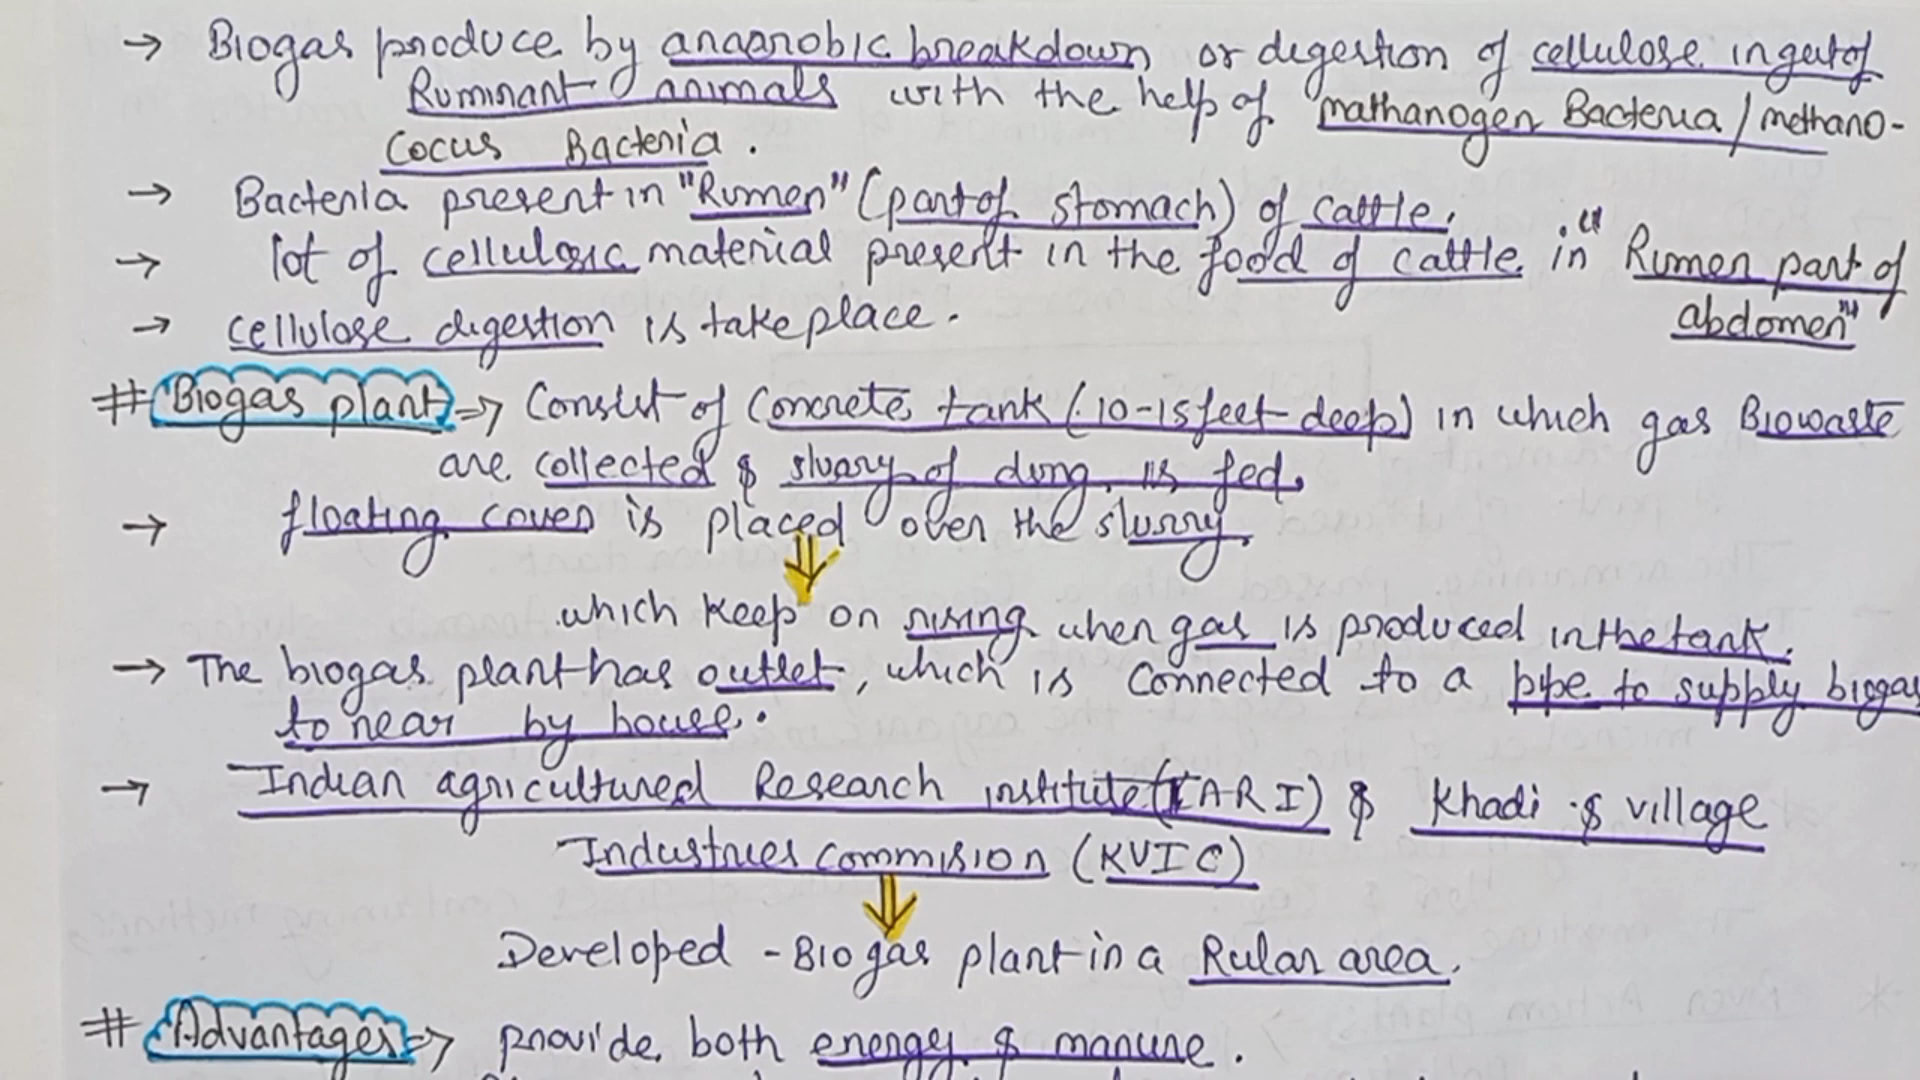 → Biogas produce by anaorobic breakdown or digestion of cellulose in gut of
Ruminant animals with the help of mathanogen Bacteria / methano-
cocus Bacteria.
→ Bacteria present in "Rumen" (part of stomach) of cattle.
→ lot of cellulosic material present in the food of cattle in "Rumen part of
abdomen"
→ cellulose digestion is take place.
# Biogas plant ⇒ Consist of Concrete tank (10-15 feet deep) in which gas Biowaste
are collected & sluary of dung is fed.
→ floating cover is placed over the slurry.
which keep on rising when gas is produced in the tank.
→ The biogas plant has outlet, which is connected to a pipe to supply biogas
to near by house.
→ Indian agricultured Research institute (IARI) & Khadi & village
Industries commision (KVIC)
Developed - Biogas plant in a Rular area.
# Advantages ⇒ provide both energy & manure.